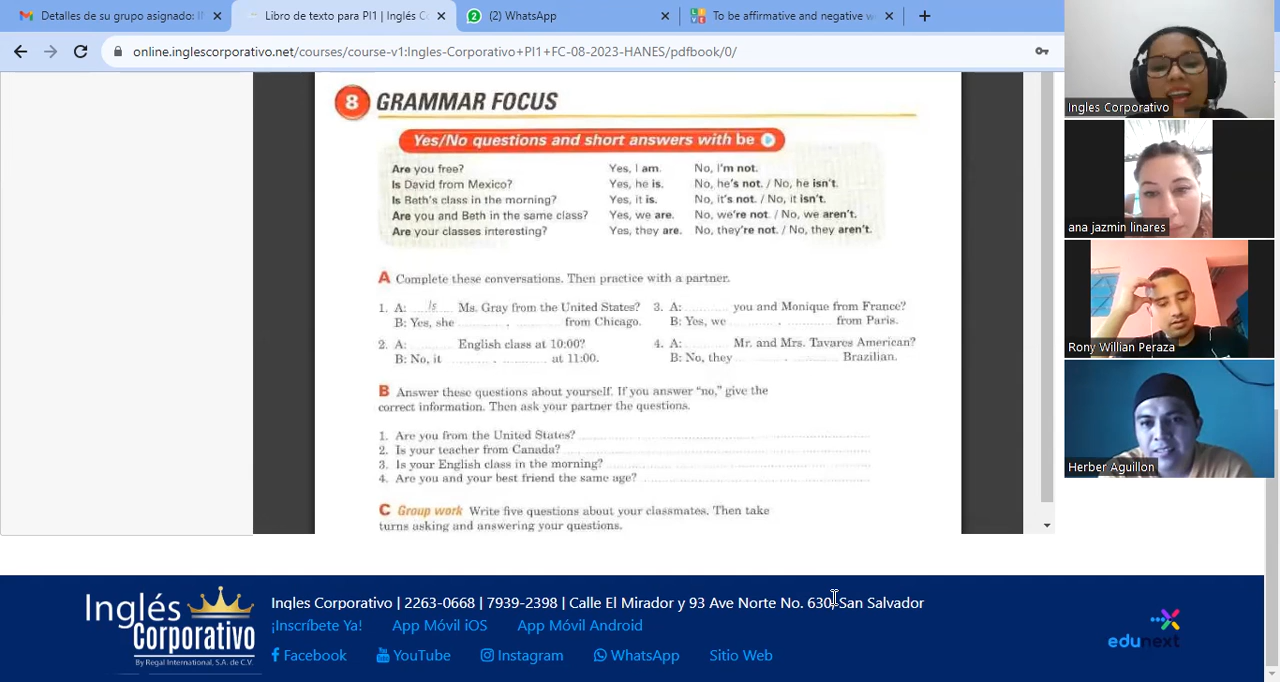 Detalles de su grupo asignado: I
Libro de texto para PI1 | Inglés C
(2) WhatsApp
To be affirmative and negative w
online.inglescorporativo.net/courses/course-v1:Ingles-Corporativo+PI1+FC-08-2023-HANES/pdfbook/0/
8 GRAMMAR FOCUS
Yes/No questions and short answers with be
Are you free? Yes, I am. No, I'm not.
Is David from Mexico? Yes, he is. No, he's not. / No, he isn't.
Is Beth's class in the morning? Yes, it is. No, it's not. / No, it isn't.
Are you and Beth in the same class? Yes, we are. No, we're not. / No, we aren't.
Are your classes interesting? Yes, they are. No, they're not. / No, they aren't.
A Complete these conversations. Then practice with a partner.
1. A: Is Ms. Gray from the United States?
B: Yes, she ........ . ........ from Chicago.
2. A: ........ English class at 10:00?
B: No, it ........ . ........ at 11:00.
3. A: ........ you and Monique from France?
B: Yes, we ........ . ........ from Paris.
4. A: ........ Mr. and Mrs. Tavares American?
B: No, they ........ . ........ Brazilian.
B Answer these questions about yourself. If you answer "no," give the
correct information. Then ask your partner the questions.
1. Are you from the United States?
2. Is your teacher from Canada?
3. Is your English class in the morning?
4. Are you and your best friend the same age?
C Group work Write five questions about your classmates. Then take
turns asking and answering your questions.
Ingles Corporativo
ana jazmin linares
Rony Willian Peraza
Herber Aguillon
Inglés
Corporativo
By Regal International, S.A. de C.V.
Ingles Corporativo | 2263-0668 | 7939-2398 | Calle El Mirador y 93 Ave Norte No. 630, San Salvador
¡Inscríbete Ya! App Móvil iOS App Móvil Android
Facebook YouTube Instagram WhatsApp Sitio Web
edunext